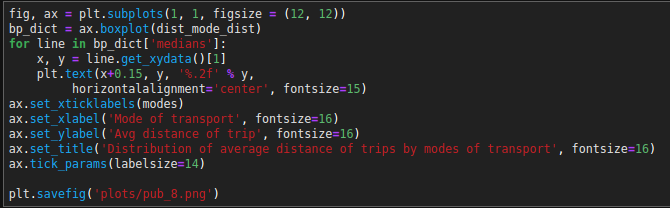 fig, ax = plt.subplots(1, 1, figsize = (12, 12))
bp_dict = ax.boxplot(dist_mode_dist)
for line in bp_dict['medians']:
    x, y = line.get_xydata()[1]
    plt.text(x+0.15, y, '%.2f' % y,
         horizontalalignment='center', fontsize=15)
ax.set_xticklabels(modes)
ax.set_xlabel('Mode of transport', fontsize=16)
ax.set_ylabel('Avg distance of trip', fontsize=16)
ax.set_title('Distribution of average distance of trips by modes of transport', fontsize=16)
ax.tick_params(labelsize=14)
plt.savefig('plots/pub_8.png')